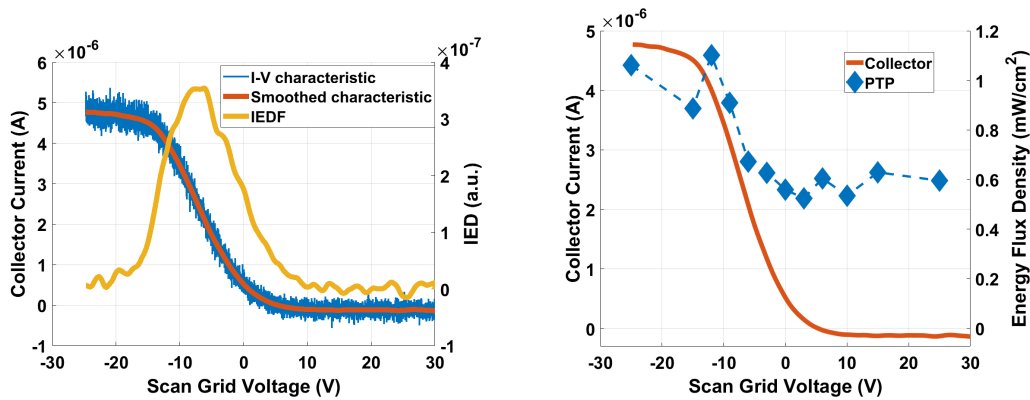 ×10⁻⁶
×10⁻⁷
6
5
4
3
2
1
0
-1
Collector Current (A)
I-V characteristic
Smoothed characteristic
IEDF
4
3
2
1
0
-1
IED (a.u.)
-30 -20 -10 0 10 20 30
Scan Grid Voltage (V)
×10⁻⁶
5
4
3
2
1
0
Collector Current (A)
Collector
PTP
1.2
1
0.8
0.6
0.4
0.2
0
Energy Flux Density (mW/cm²)
-30 -20 -10 0 10 20 30
Scan Grid Voltage (V)